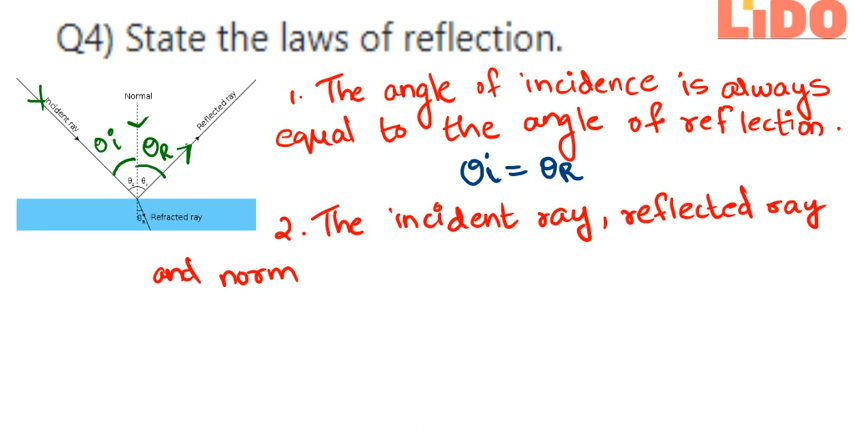 LiDO
Q4) State the laws of reflection.
Incident ray
Normal
Reflected ray
θi θR
θi θr
Refracted ray
1. The angle of incidence is always
equal to the angle of reflection.
θi = θR
2. The incident ray, reflected ray
and norm